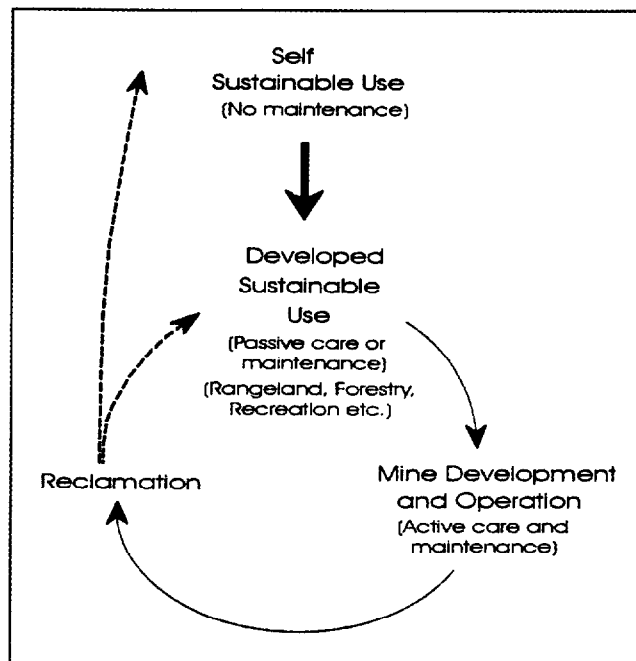 Self
Sustainable Use
(No maintenance)
Developed
Sustainable
Use
(Passive care or
maintenance)
(Rangeland, Forestry,
Recreation etc.)
Reclamation
Mine Development
and Operation
(Active care and
maintenance)